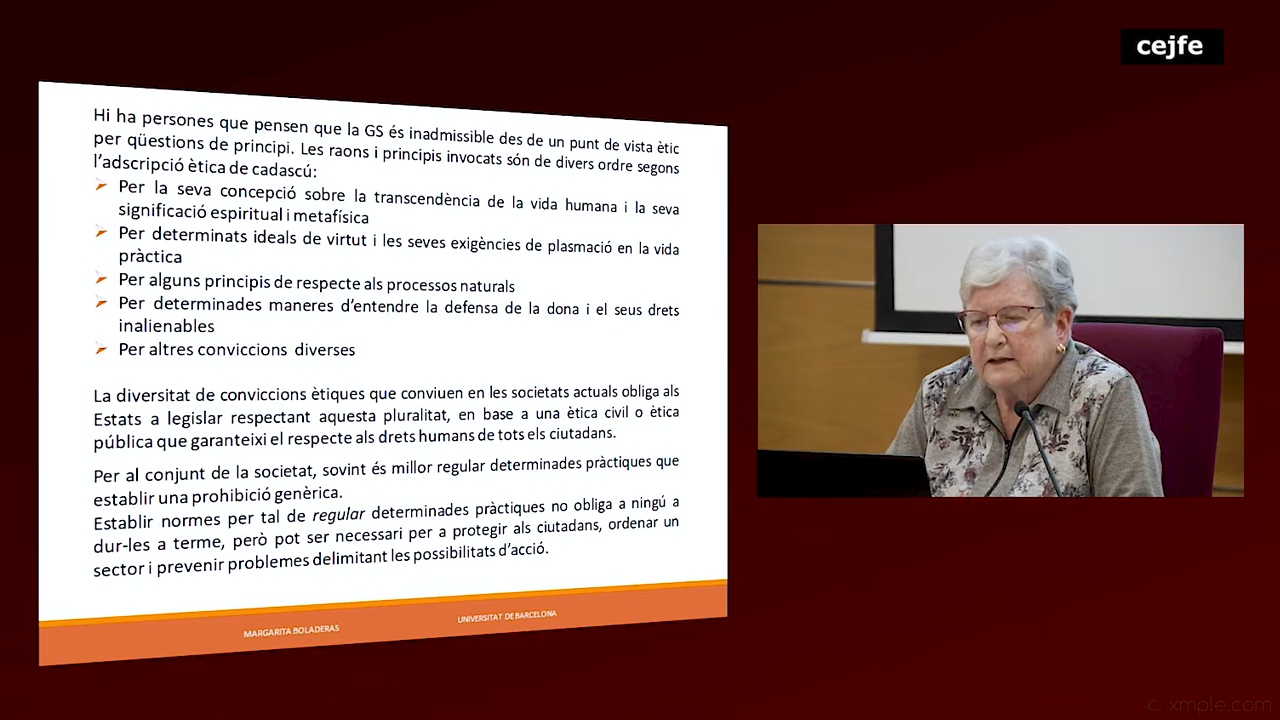 cejfe
Hi ha persones que pensen que la GS és inadmissible des de un punt de vista ètic
per qüestions de principi. Les raons i principis invocats són de divers ordre segons
l'adscripció ètica de cadascú:
Per la seva concepció sobre la transcendència de la vida humana i la seva
significació espiritual i metafísica
Per determinats ideals de virtut i les seves exigències de plasmació en la vida
pràctica
Per alguns principis de respecte als processos naturals
Per determinades maneres d'entendre la defensa de la dona i el seus drets
inalienables
Per altres conviccions diverses
La diversitat de conviccions ètiques que conviuen en les societats actuals obliga als
Estats a legislar respectant aquesta pluralitat, en base a una ètica civil o ètica
pública que garanteixi el respecte als drets humans de tots els ciutadans.
Per al conjunt de la societat, sovint és millor regular determinades pràctiques que
establir una prohibició genèrica.
Establir normes per tal de regular determinades pràctiques no obliga a ningú a
dur-les a terme, però pot ser necessari per a protegir als ciutadans, ordenar un
sector i prevenir problemes delimitant les possibilitats d'acció.
MARGARITA BOLADERAS
UNIVERSITAT DE BARCELONA